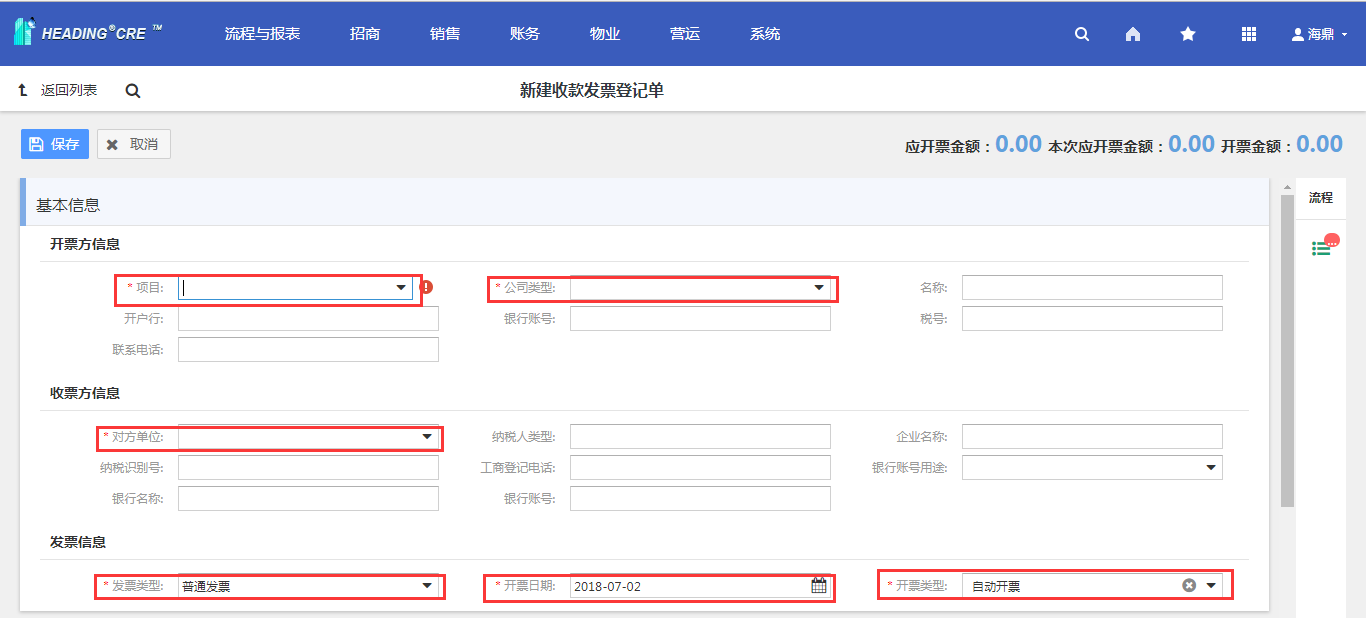 HEADING®CRE ™ 流程与报表 招商 销售 账务 物业 营运 系统 海鼎
返回列表 新建收款发票登记单
保存 取消 应开票金额：0.00 本次应开票金额：0.00 开票金额：0.00
基本信息 流程
开票方信息
* 项目: * 公司类型: 名称:
开户行: 银行账号: 税号:
联系电话:
收票方信息
* 对方单位: 纳税人类型: 企业名称:
纳税识别号: 工商登记电话: 银行账号用途:
银行名称: 银行账号:
发票信息
* 发票类型: 普通发票 * 开票日期: 2018-07-02 * 开票类型: 自动开票